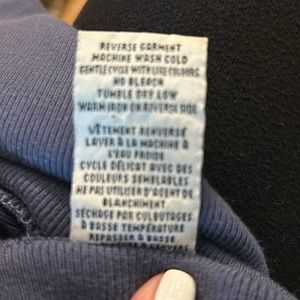 REVERSE GARMENT
MACHINE WASH COLD
GENTLE CYCLE WITH LIKE COLOURS
NO BLEACH
TUMBLE DRY LOW
WARM IRON ON REVERSE SIDE
VÊTEMENT RENVERSÉ
LAVER À LA MACHINE À
L'EAU FROIDE
CYCLE DÉLICAT AVEC DES
COULEURS SEMBLABLES
NE PAS UTILISER D'AGENT DE
BLANCHIMENT
SÉCHAGE PAR CULBUTAGES
À BASSE TEMPÉRATURE
REPASSER À BASSE
L'ENVERS